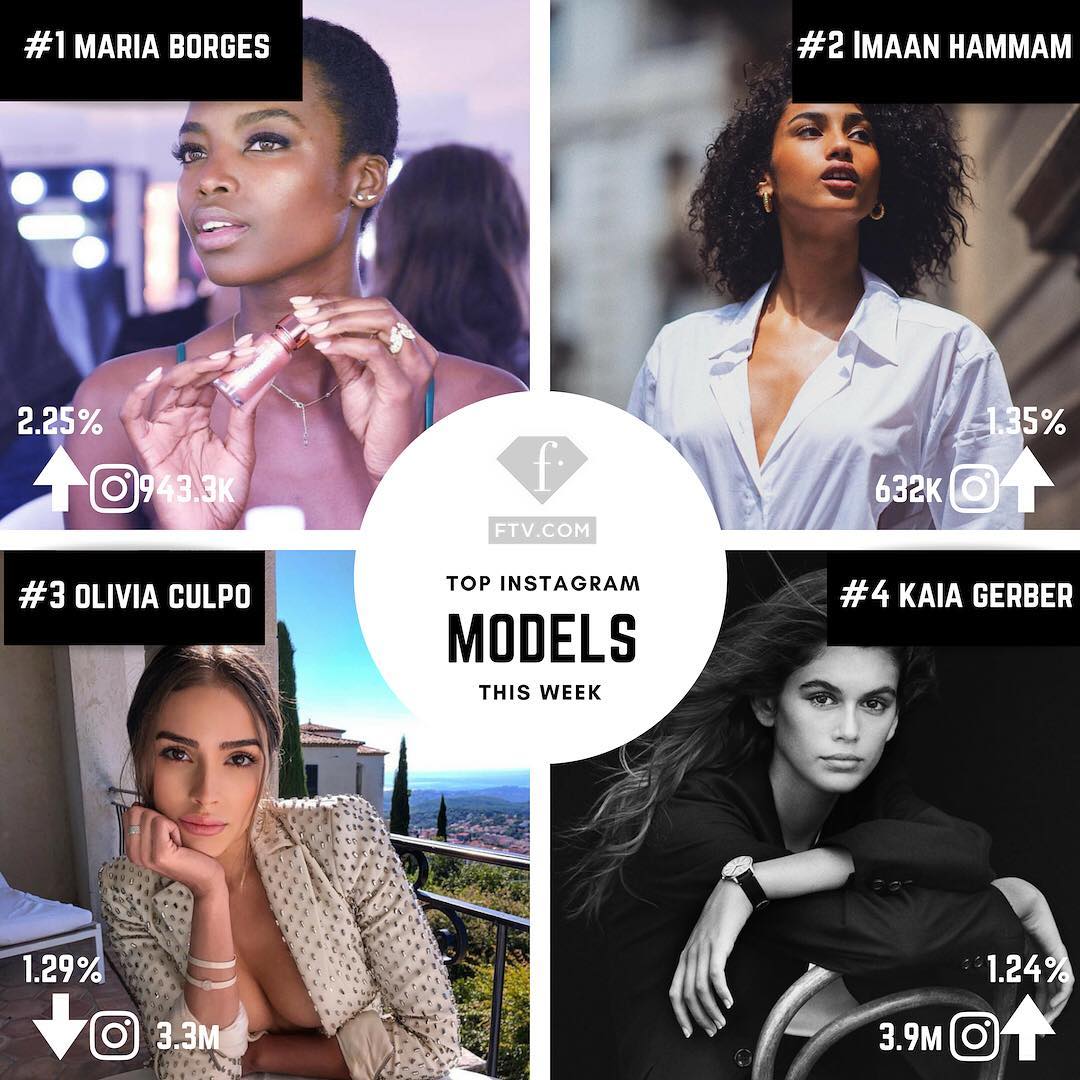 #1 MARIA BORGES
#2 IMAAN HAMMAM
2.25%
943.3K
1.35%
632K
f.
FTV.COM
TOP INSTAGRAM
MODELS
THIS WEEK
#3 OLIVIA CULPO
#4 KAIA GERBER
1.29%
3.3M
1.24%
3.9M